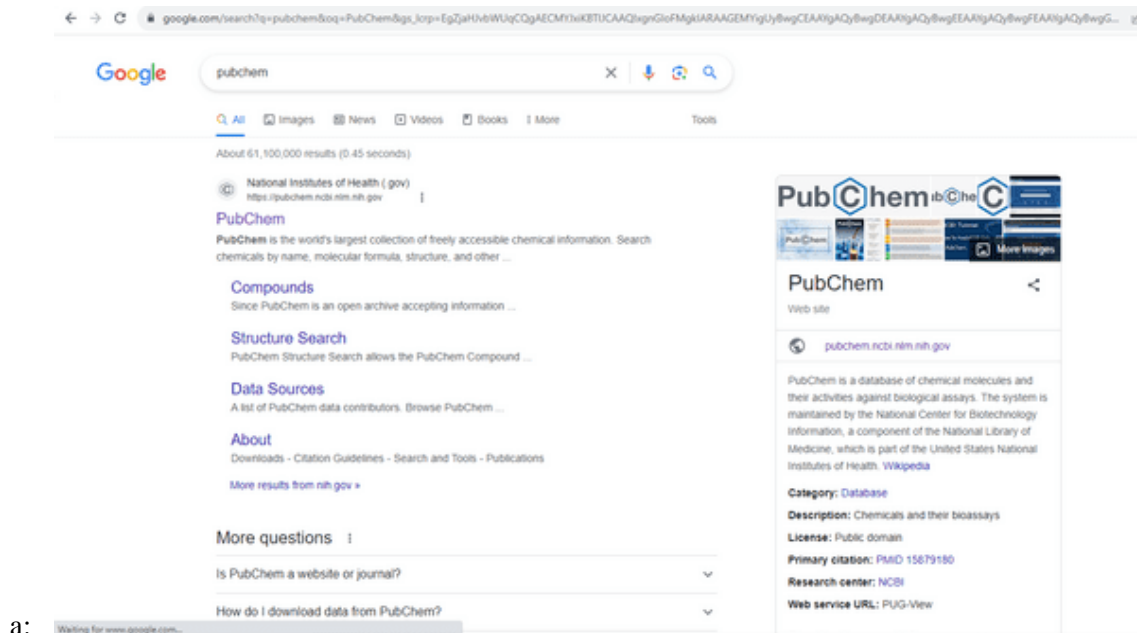 google.com/search?q=pubchem&oq=PubChem
Google
pubchem
All Images News Videos Books More Tools
About 61,100,000 results (0.45 seconds)
National Institutes of Health (.gov)
https://pubchem.ncbi.nlm.nih.gov
PubChem
PubChem is the world's largest collection of freely accessible chemical information. Search
chemicals by name, molecular formula, structure, and other ...
Compounds
Since PubChem is an open archive accepting information ...
Structure Search
PubChem Structure Search allows the PubChem Compound ...
Data Sources
A list of PubChem data contributors. Browse PubChem ...
About
Downloads - Citation Guidelines - Search and Tools - Publications
More results from nih.gov »
More questions
Is PubChem a website or journal?
How do I download data from PubChem?
PubChem
More Images
PubChem
Web site
pubchem.ncbi.nlm.nih.gov
PubChem is a database of chemical molecules and
their activities against biological assays. The system is
maintained by the National Center for Biotechnology
Information, a component of the National Library of
Medicine, which is part of the United States National
Institutes of Health. Wikipedia
Category: Database
Description: Chemicals and their bioassays
License: Public domain
Primary citation: PMID 15879180
Research center: NCBI
Web service URL: PUG-View
a:
Waiting for www.google.com...